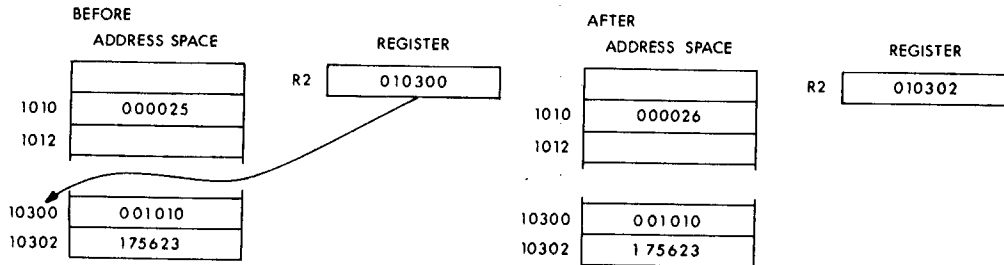 BEFORE
ADDRESS SPACE
REGISTER
R2 010300
1010 000025
1012
10300 001010
10302 175623
AFTER
ADDRESS SPACE
REGISTER
R2 010302
1010 000026
1012
10300 001010
10302 175623